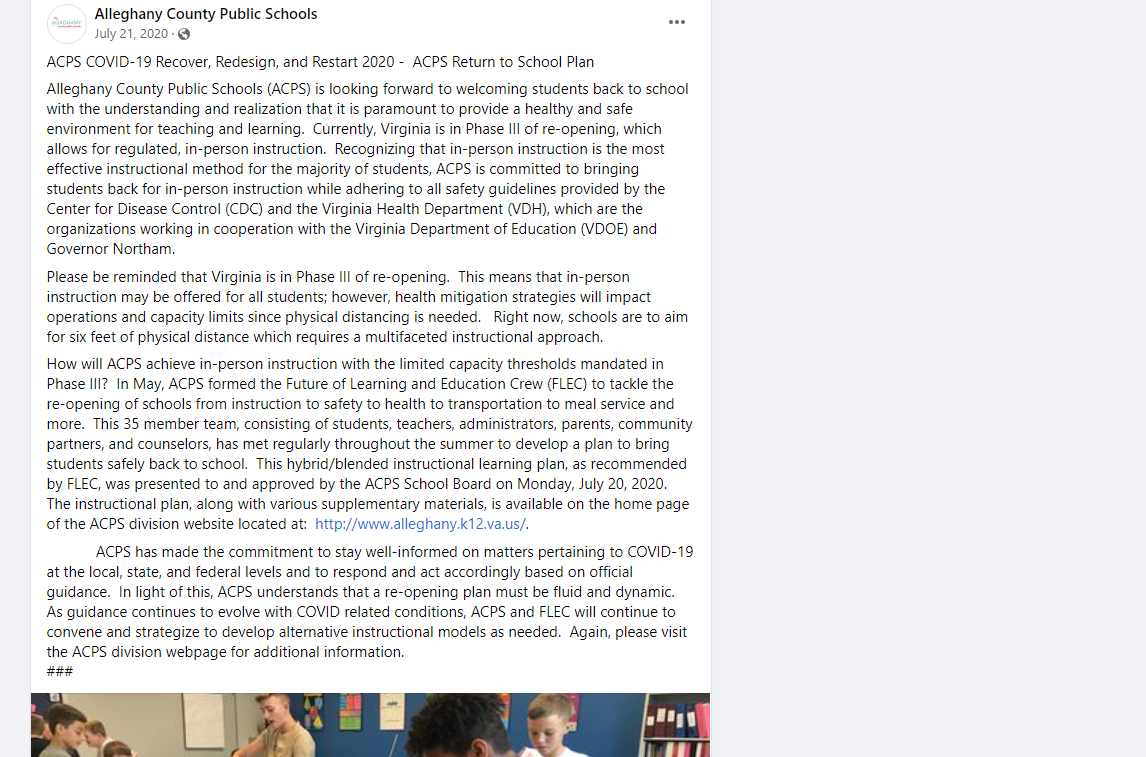 Alleghany County Public Schools
July 21, 2020 ·
ACPS COVID-19 Recover, Redesign, and Restart 2020 -  ACPS Return to School Plan
Alleghany County Public Schools (ACPS) is looking forward to welcoming students back to school
with the understanding and realization that it is paramount to provide a healthy and safe
environment for teaching and learning.  Currently, Virginia is in Phase III of re-opening, which
allows for regulated, in-person instruction.  Recognizing that in-person instruction is the most
effective instructional method for the majority of students, ACPS is committed to bringing
students back for in-person instruction while adhering to all safety guidelines provided by the
Center for Disease Control (CDC) and the Virginia Health Department (VDH), which are the
organizations working in cooperation with the Virginia Department of Education (VDOE) and
Governor Northam.
Please be reminded that Virginia is in Phase III of re-opening.  This means that in-person
instruction may be offered for all students; however, health mitigation strategies will impact
operations and capacity limits since physical distancing is needed.   Right now, schools are to aim
for six feet of physical distance which requires a multifaceted instructional approach.
How will ACPS achieve in-person instruction with the limited capacity thresholds mandated in
Phase III?  In May, ACPS formed the Future of Learning and Education Crew (FLEC) to tackle the
re-opening of schools from instruction to safety to health to transportation to meal service and
more.  This 35 member team, consisting of students, teachers, administrators, parents, community
partners, and counselors, has met regularly throughout the summer to develop a plan to bring
students safely back to school.  This hybrid/blended instructional learning plan, as recommended
by FLEC, was presented to and approved by the ACPS School Board on Monday, July 20, 2020.
The instructional plan, along with various supplementary materials, is available on the home page
of the ACPS division website located at:  http://www.alleghany.k12.va.us/.
ACPS has made the commitment to stay well-informed on matters pertaining to COVID-19
at the local, state, and federal levels and to respond and act accordingly based on official
guidance.  In light of this, ACPS understands that a re-opening plan must be fluid and dynamic.
As guidance continues to evolve with COVID related conditions, ACPS and FLEC will continue to
convene and strategize to develop alternative instructional models as needed.  Again, please visit
the ACPS division webpage for additional information.
###